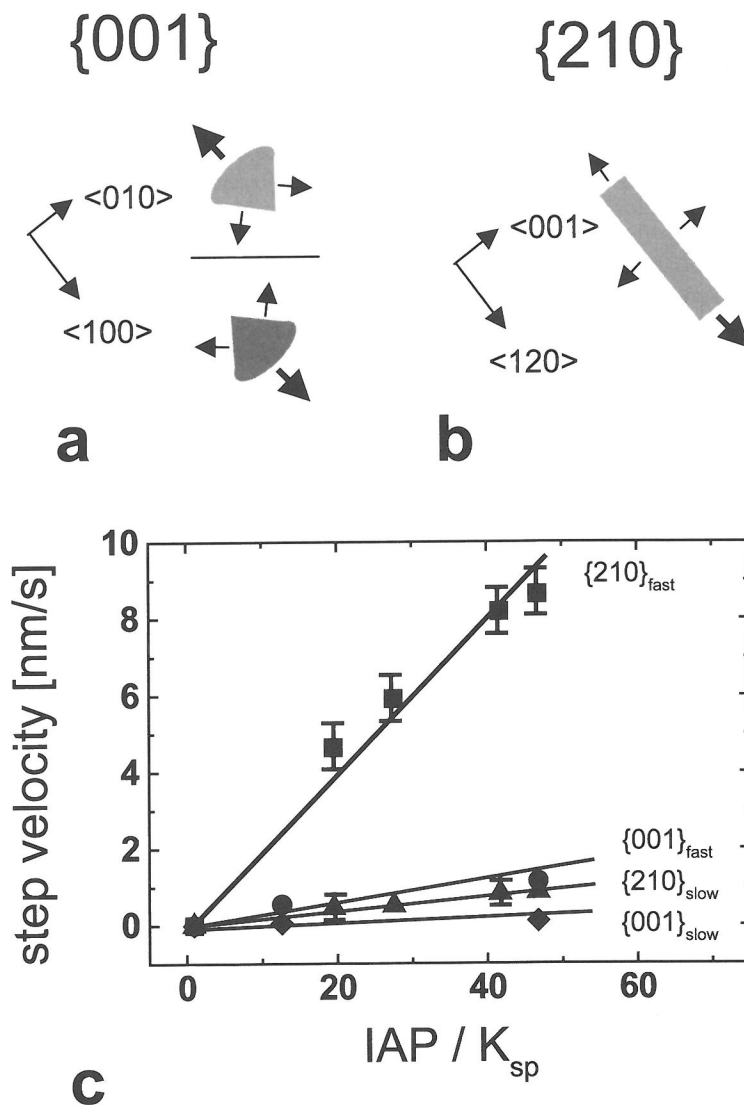 {001} {210}
<010>
<100>
<001>
<120>
a b
step velocity [nm/s]
10
8
6
4
2
0
{210}fast
{001}fast
{210}slow
{001}slow
0 20 40 60
IAP / Ksp
c